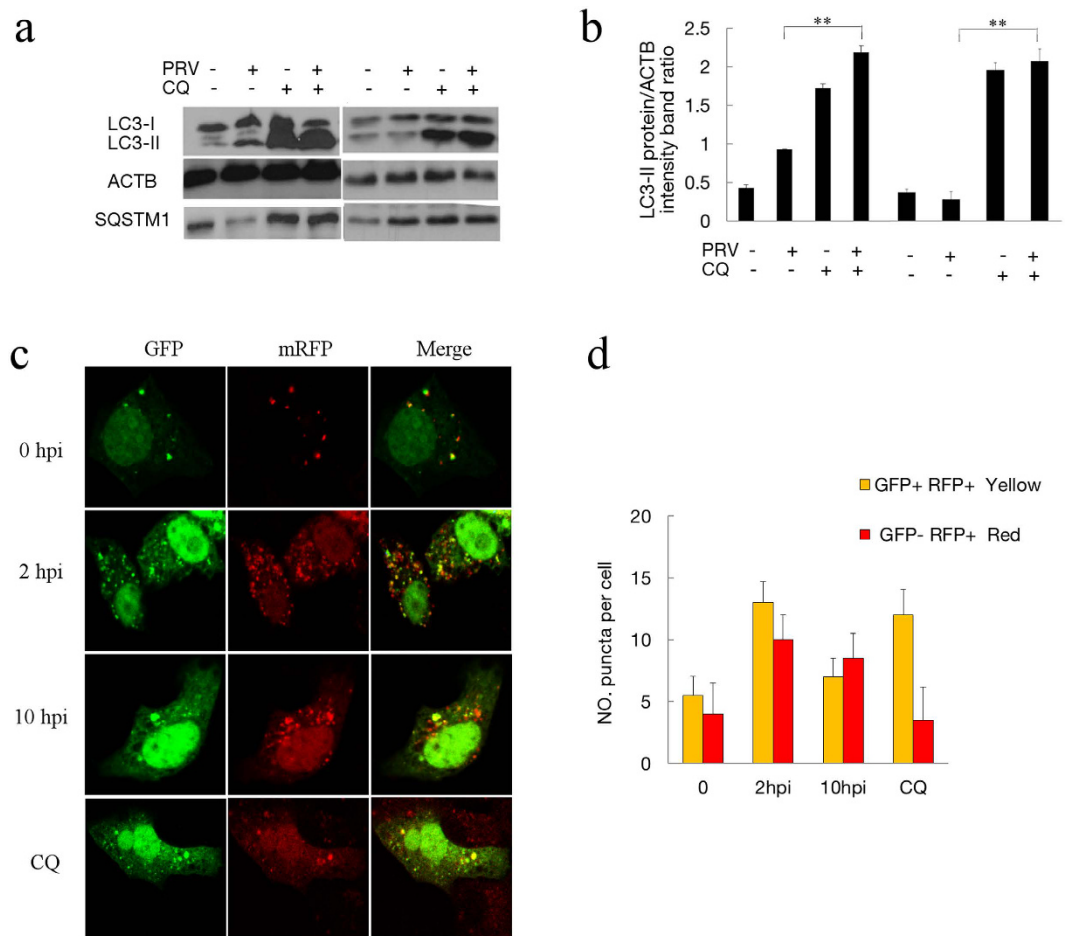 a
PRV - + - + - + - +
CQ - - + + - - + +
LC3-I
LC3-II
ACTB
SQSTM1
b
LC3-II protein/ACTB
intensity band ratio
2.5
2
1.5
1
0.5
0
** **
PRV - + - + - + - +
CQ - - + + - - + +
c
GFP mRFP Merge
0 hpi
2 hpi
10 hpi
CQ
d
GFP+ RFP+ Yellow
GFP- RFP+ Red
NO. puncta per cell
20
15
10
5
0
0 2hpi 10hpi CQ